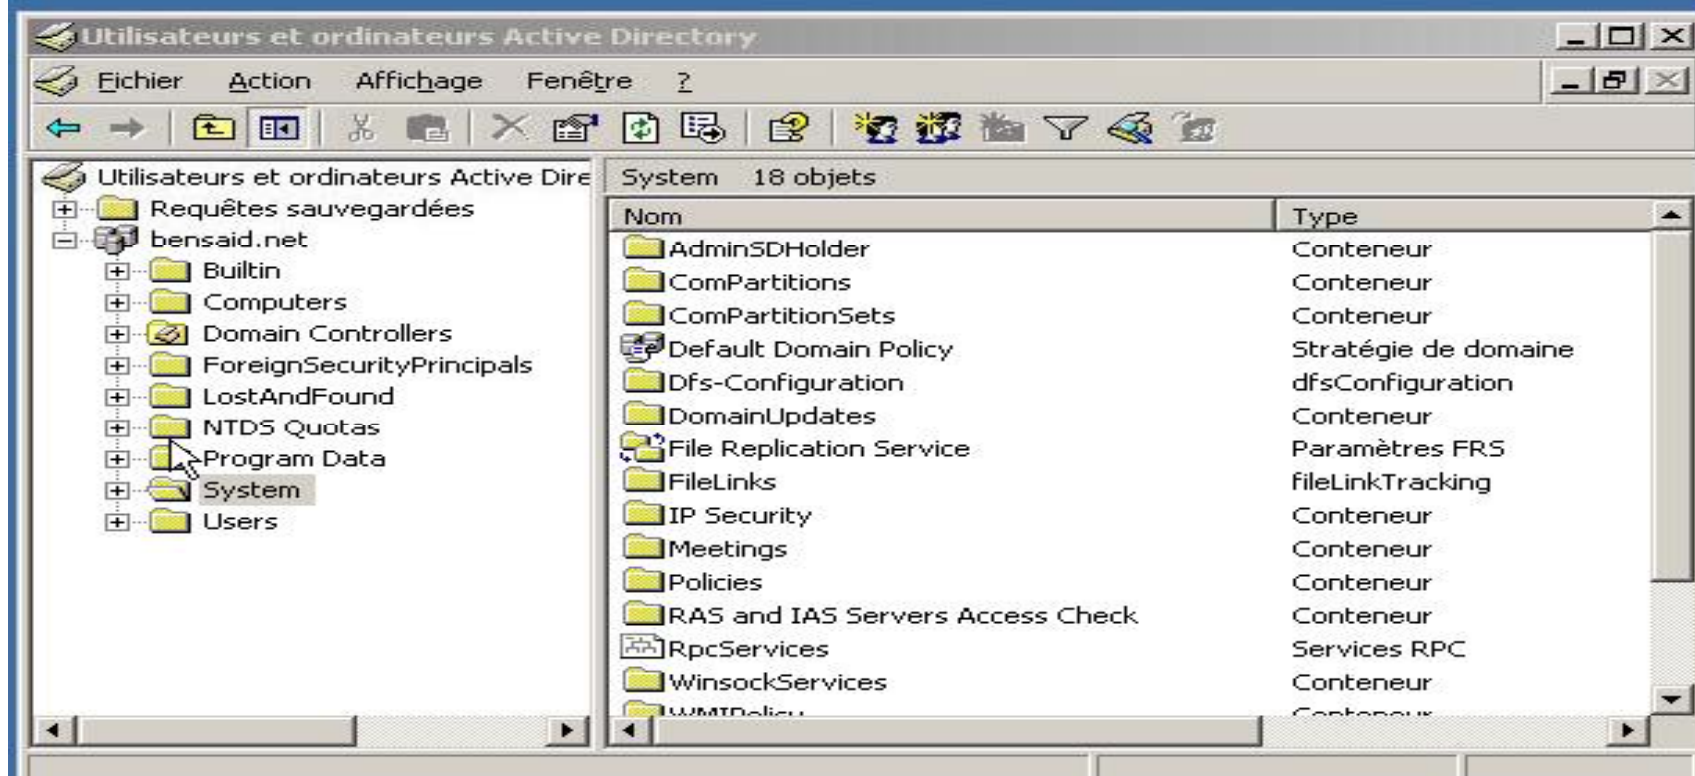 Utilisateurs et ordinateurs Active Directory
Fichier Action Affichage Fenêtre ?
Utilisateurs et ordinateurs Active Dire
Requêtes sauvegardées
bensaid.net
Builtin
Computers
Domain Controllers
ForeignSecurityPrincipals
LostAndFound
NTDS Quotas
Program Data
System
Users
System 18 objets
Nom Type
AdminSDHolder Conteneur
ComPartitions Conteneur
ComPartitionSets Conteneur
Default Domain Policy Stratégie de domaine
Dfs-Configuration dfsConfiguration
DomainUpdates Conteneur
File Replication Service Paramètres FRS
FileLinks fileLinkTracking
IP Security Conteneur
Meetings Conteneur
Policies Conteneur
RAS and IAS Servers Access Check Conteneur
RpcServices Services RPC
WinsockServices Conteneur
WMIPolicy Conteneur